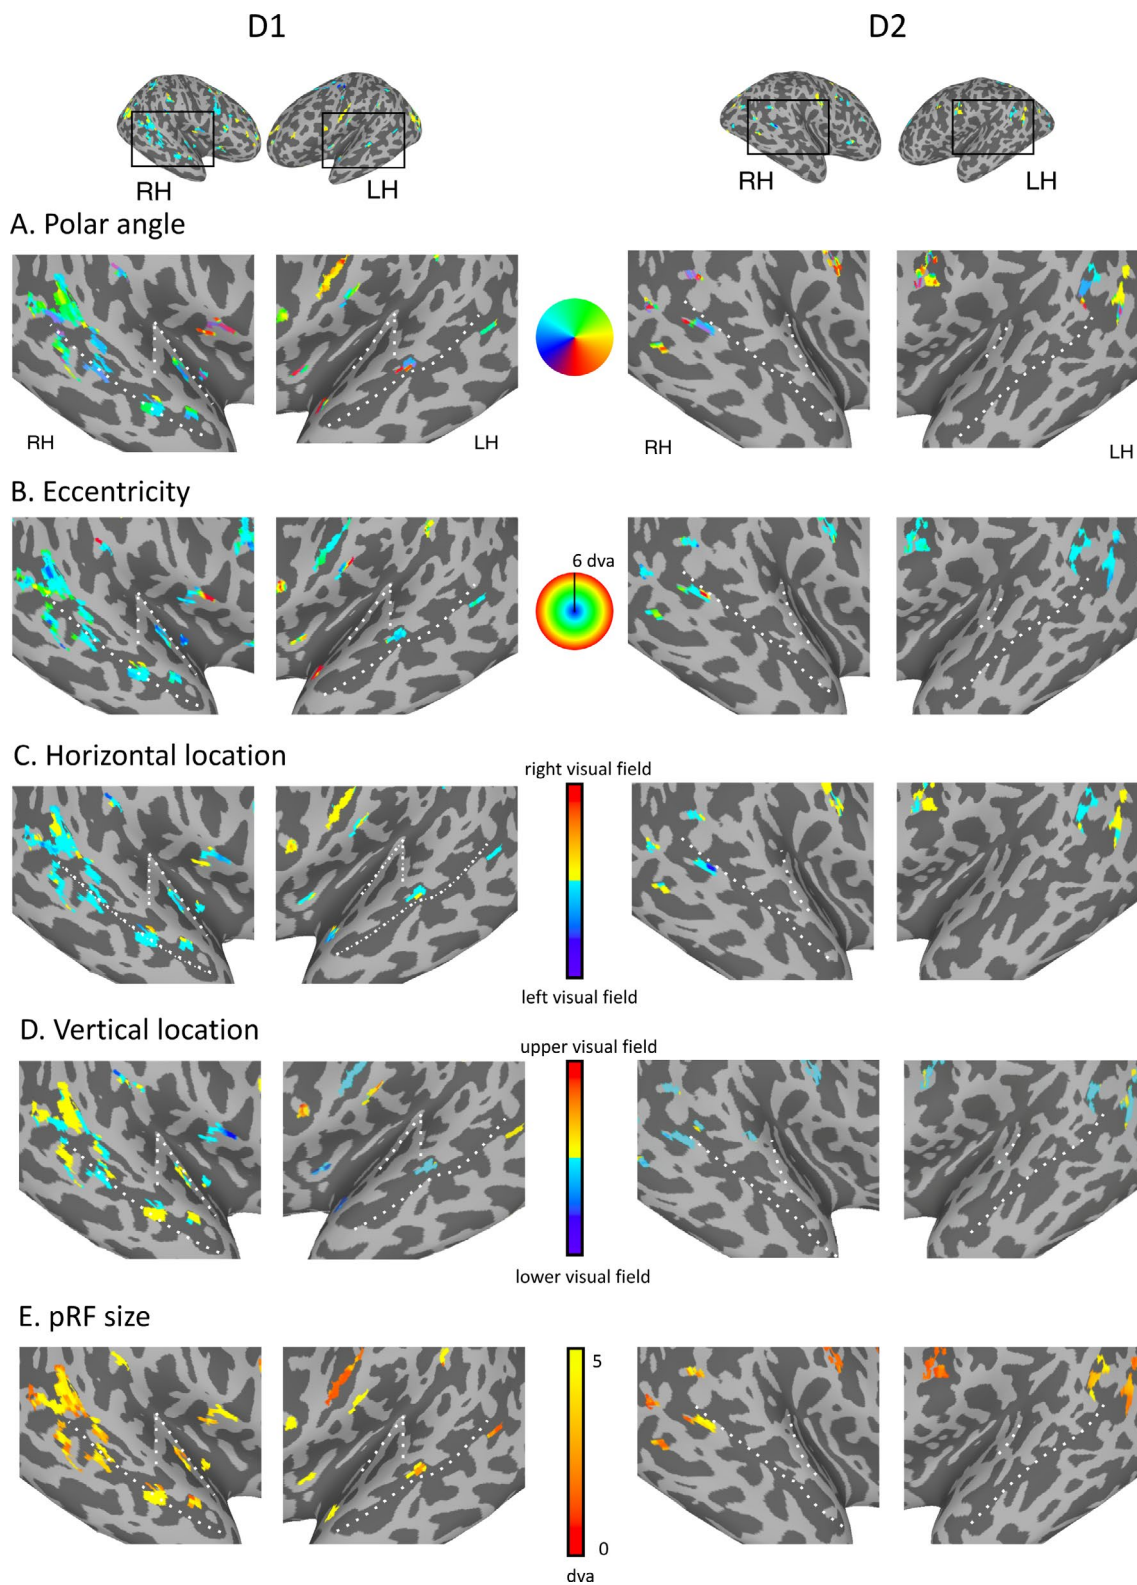 D1 D2
RH LH RH LH
A. Polar angle
RH LH RH LH
B. Eccentricity
6 dva
C. Horizontal location
right visual field
left visual field
D. Vertical location
upper visual field
lower visual field
E. pRF size
5
0
dva